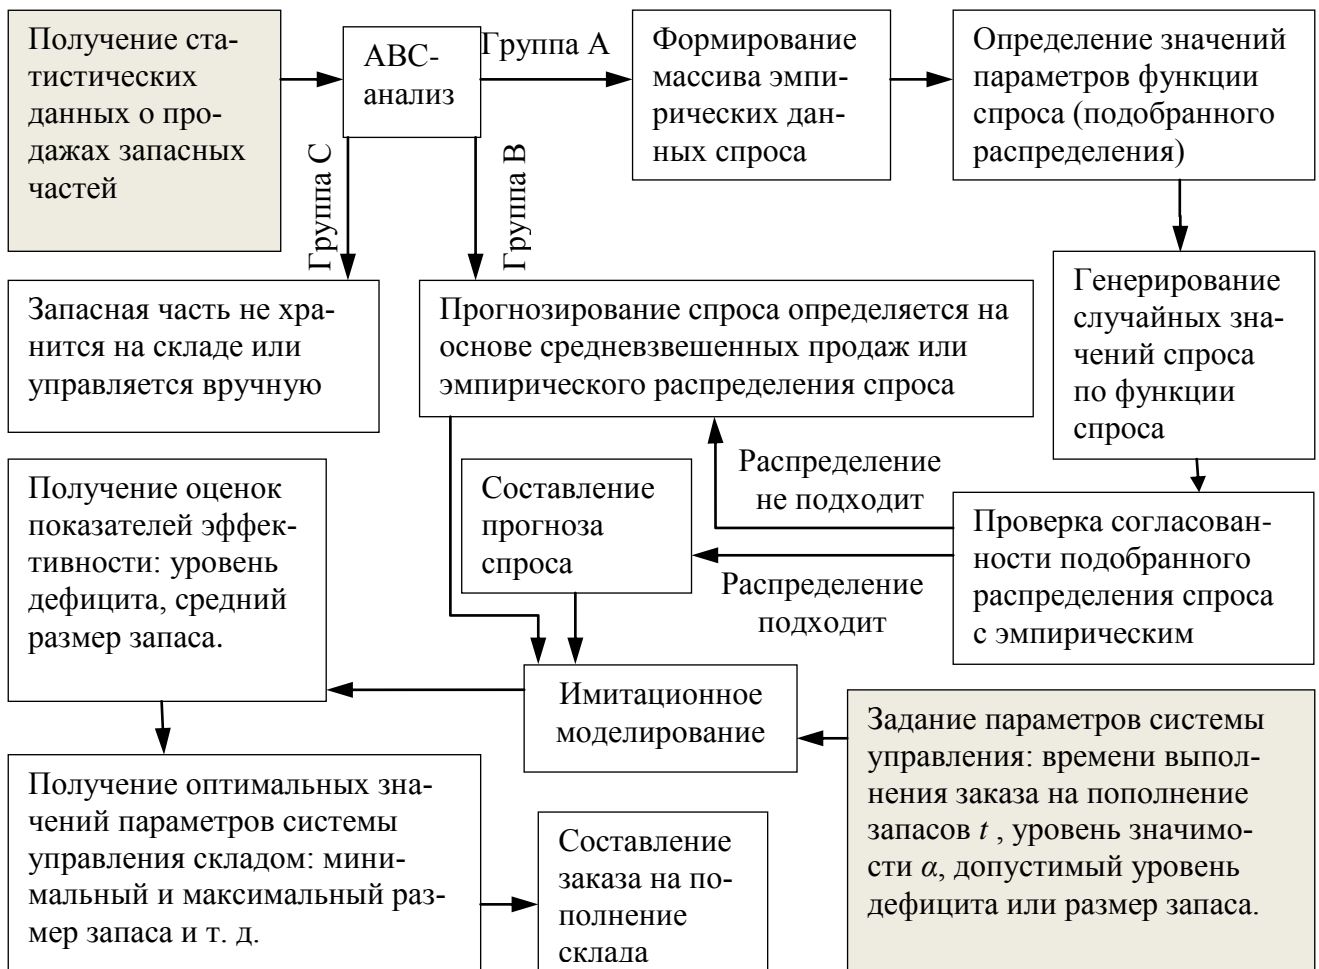 Получение ста-
тистических
данных о про-
дажах запасных
частей
АВС-
анализ
Группа А
Формирование
массива эмпи-
рических дан-
ных спроса
Определение значений
параметров функции
спроса (подобранного
распределения)
Группа С
Группа В
Запасная часть не хра-
нится на складе или
управляется вручную
Прогнозирование спроса определяется на
основе средневзвешенных продаж или
эмпирического распределения спроса
Генерирование
случайных зна-
чений спроса
по функции
спроса
Получение оценок
показателей эффек-
тивности: уровень
дефицита, средний
размер запаса.
Составление
прогноза
спроса
Распределение
не подходит
Распределение
подходит
Проверка согласован-
ности подобранного
распределения спроса
с эмпирическим
Имитационное
моделирование
Задание параметров системы
управления: времени выпол-
нения заказа на пополнение
запасов t , уровень значимо-
сти α, допустимый уровень
дефицита или размер запаса.
Получение оптимальных зна-
чений параметров системы
управления складом: мини-
мальный и максимальный раз-
мер запаса и т. д.
Составление
заказа на по-
полнение
склада